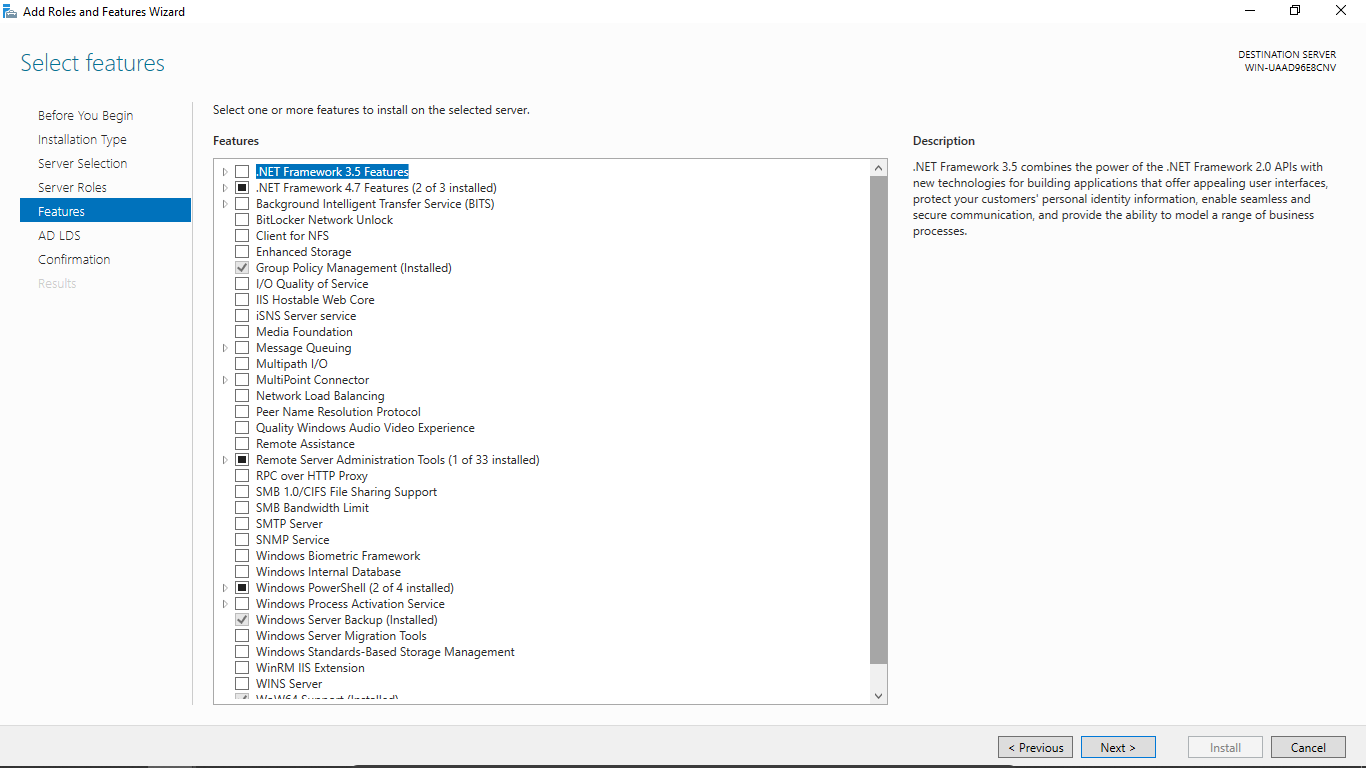 Add Roles and Features Wizard
Select features
DESTINATION SERVER
WIN-UAAD96E8CNV
Before You Begin
Installation Type
Server Selection
Server Roles
Features
AD LDS
Confirmation
Results
Select one or more features to install on the selected server.
Features
.NET Framework 3.5 Features
.NET Framework 4.7 Features (2 of 3 installed)
Background Intelligent Transfer Service (BITS)
BitLocker Network Unlock
Client for NFS
Enhanced Storage
Group Policy Management (Installed)
I/O Quality of Service
IIS Hostable Web Core
iSNS Server service
Media Foundation
Message Queuing
Multipath I/O
MultiPoint Connector
Network Load Balancing
Peer Name Resolution Protocol
Quality Windows Audio Video Experience
Remote Assistance
Remote Server Administration Tools (1 of 33 installed)
RPC over HTTP Proxy
SMB 1.0/CIFS File Sharing Support
SMB Bandwidth Limit
SMTP Server
SNMP Service
Windows Biometric Framework
Windows Internal Database
Windows PowerShell (2 of 4 installed)
Windows Process Activation Service
Windows Server Backup (Installed)
Windows Server Migration Tools
Windows Standards-Based Storage Management
WinRM IIS Extension
WINS Server
WoW64 Support (Installed)
Description
.NET Framework 3.5 combines the power of the .NET Framework 2.0 APIs with
new technologies for building applications that offer appealing user interfaces,
protect your customers' personal identity information, enable seamless and
secure communication, and provide the ability to model a range of business
processes.
< Previous
Next >
Install
Cancel